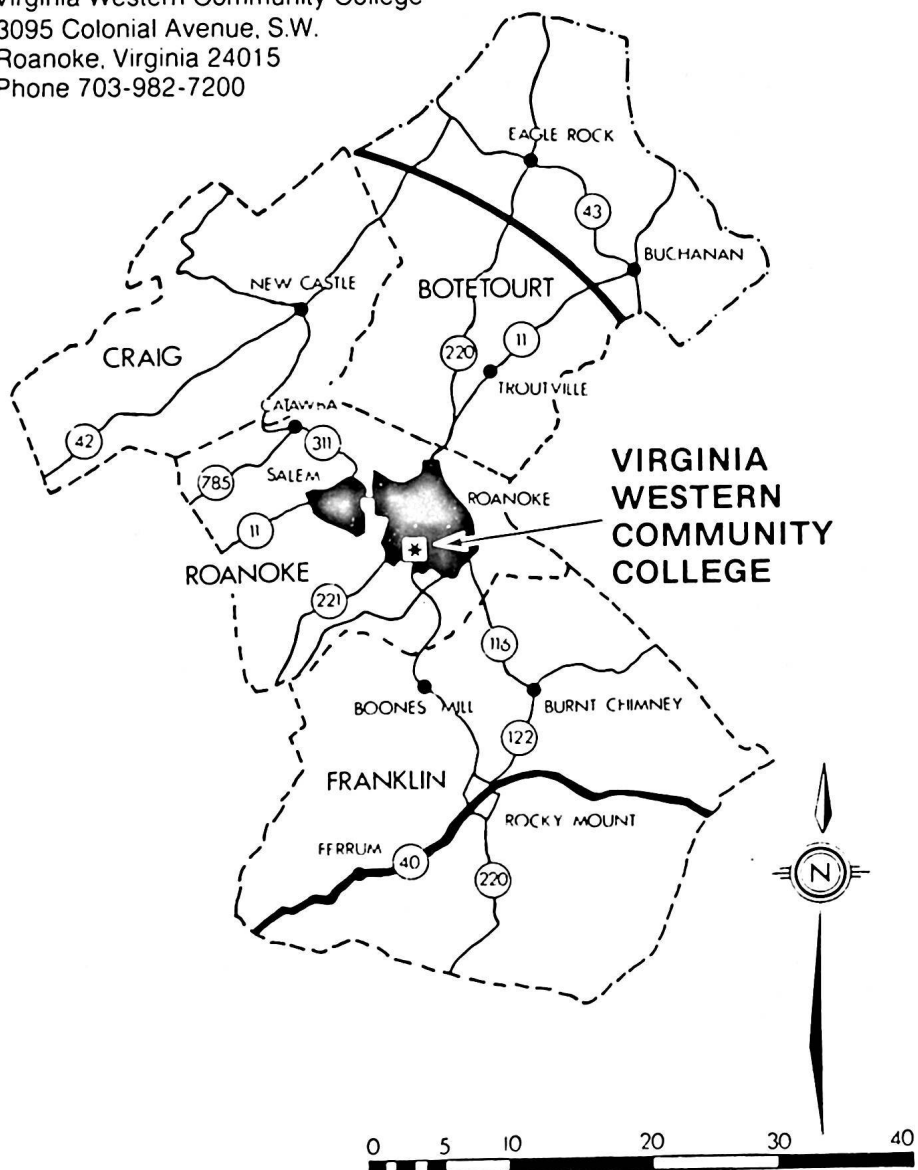 Virginia Western Community College
3095 Colonial Avenue, S.W.
Roanoke, Virginia 24015
Phone 703-982-7200
EAGLE ROCK
43
BUCHANAN
NEW CASTLE
BOTETOURT
220
11
CRAIG
TROUTVILLE
CATAWBA
42
311
785
SALEM
ROANOKE
11
VIRGINIA
WESTERN
COMMUNITY
COLLEGE
ROANOKE
221
116
BOONES MILL
BURNT CHIMNEY
122
FRANKLIN
ROCKY MOUNT
FERRUM
40
220
N
0 5 10 20 30 40